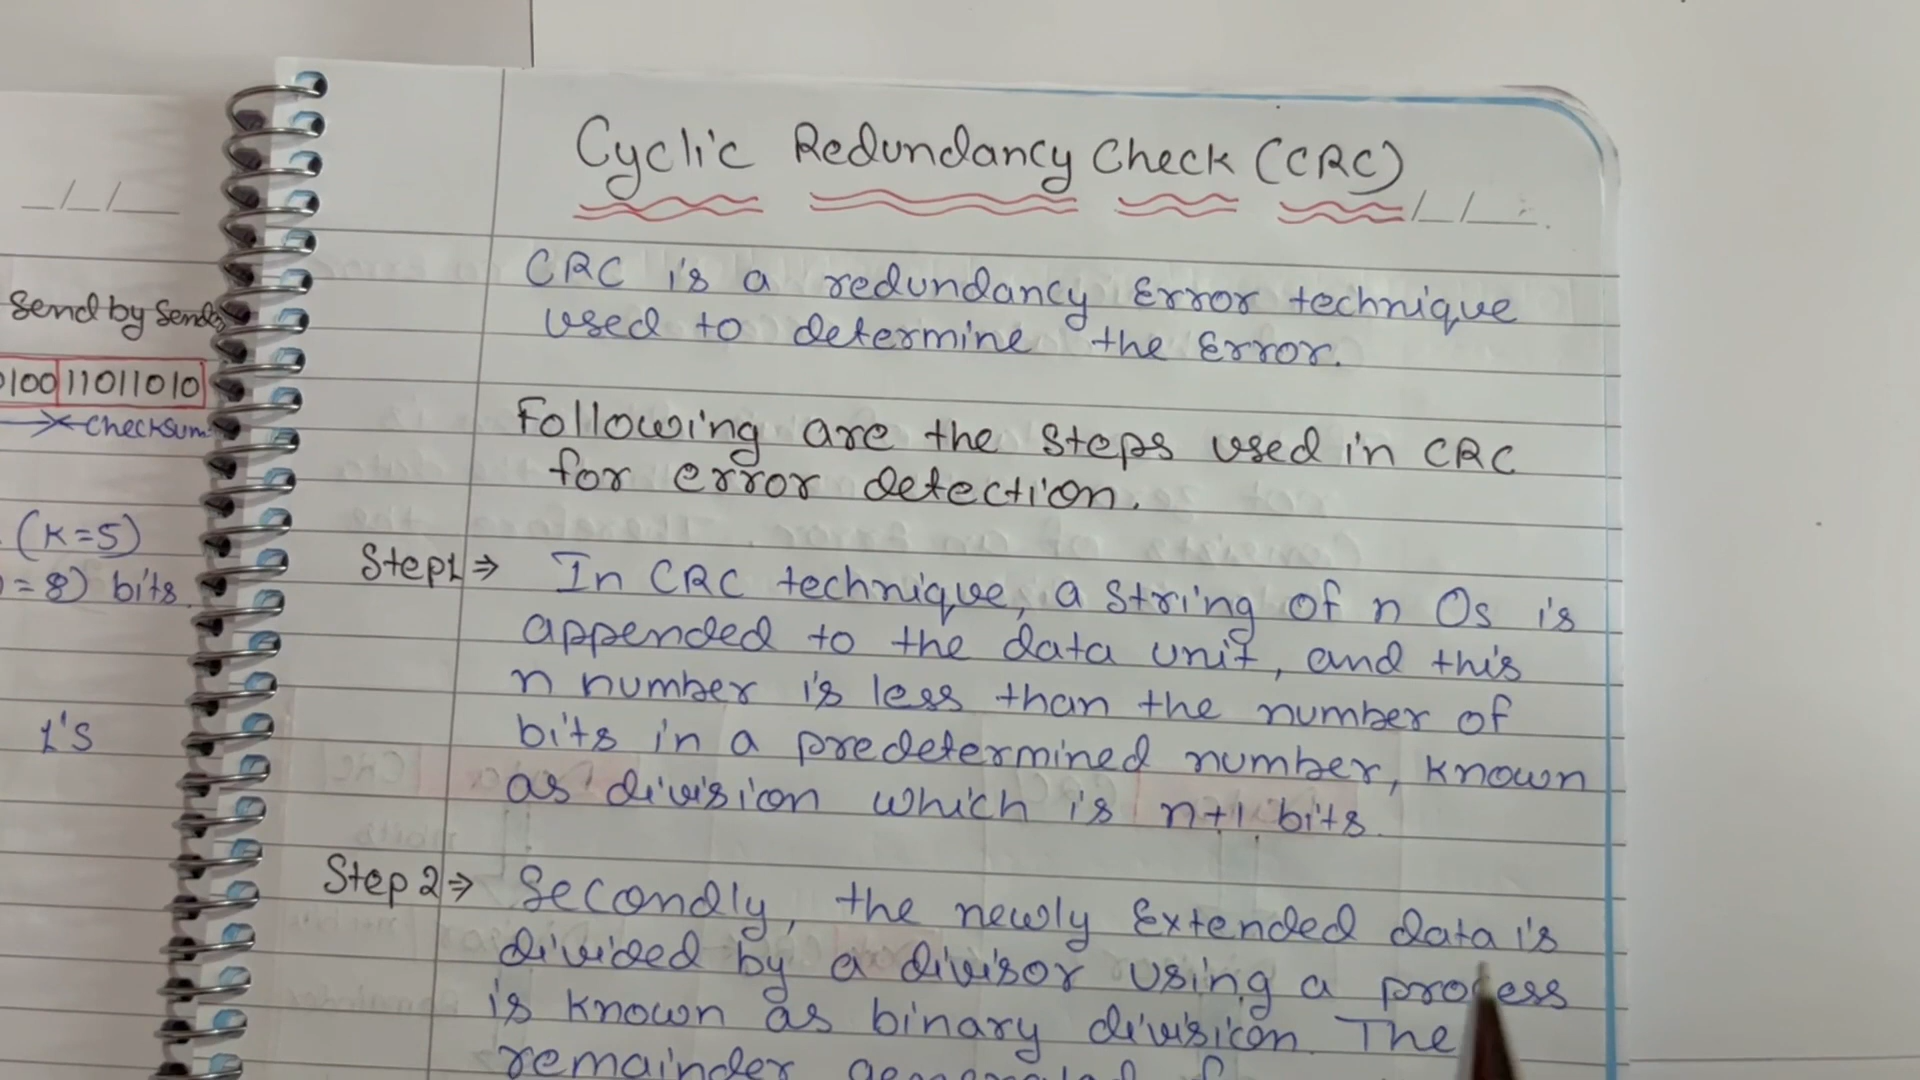 Cyclic Redundancy Check (CRC)
CRC is a redundancy Error technique
used to determine the Error.
Following are the Steps used in CRC
for error detection.
Step1⇒ In CRC technique, a string of n 0s is
appended to the data unit, and this
n number is less than the number of
bits in a predetermined number, known
as division which is n+1 bits.
Step 2⇒ Secondly, the newly Extended data is
divided by a divisor using a process
is known as binary division. The
remainder
Send by
10011011010
Checksum
(K=5)
= 8) bits.
1's